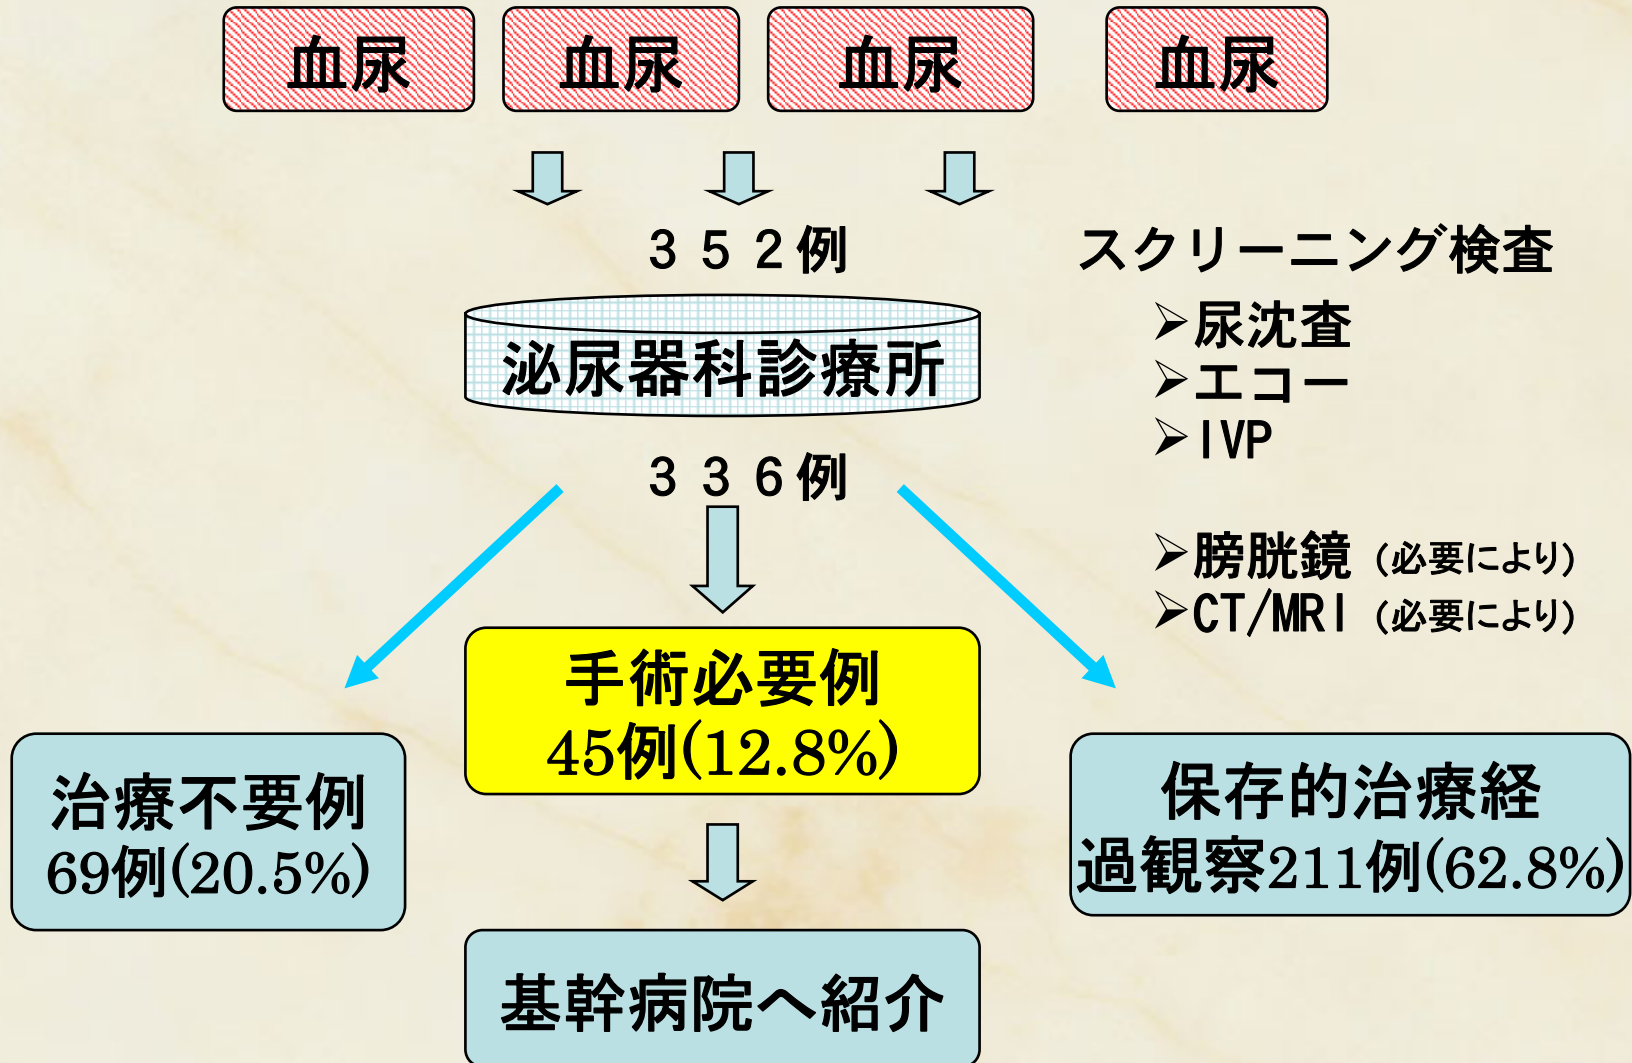 血尿
血尿
血尿
血尿
３５２例
泌尿器科診療所
３３６例
スクリーニング検査
➢尿沈査
➢エコー
➢IVP
➢膀胱鏡（必要により）
➢CT/MRI（必要により）
手術必要例
45例(12.8%)
治療不要例
69例(20.5%)
保存的治療経
過観察211例(62.8%)
基幹病院へ紹介